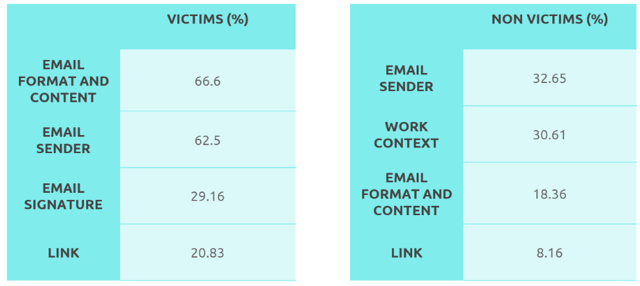 VICTIMS (%)
EMAIL
FORMAT AND
CONTENT
66.6
EMAIL
SENDER
62.5
EMAIL
SIGNATURE
29.16
LINK
20.83
NON VICTIMS (%)
EMAIL
SENDER
32.65
WORK
CONTEXT
30.61
EMAIL
FORMAT AND
CONTENT
18.36
LINK
8.16